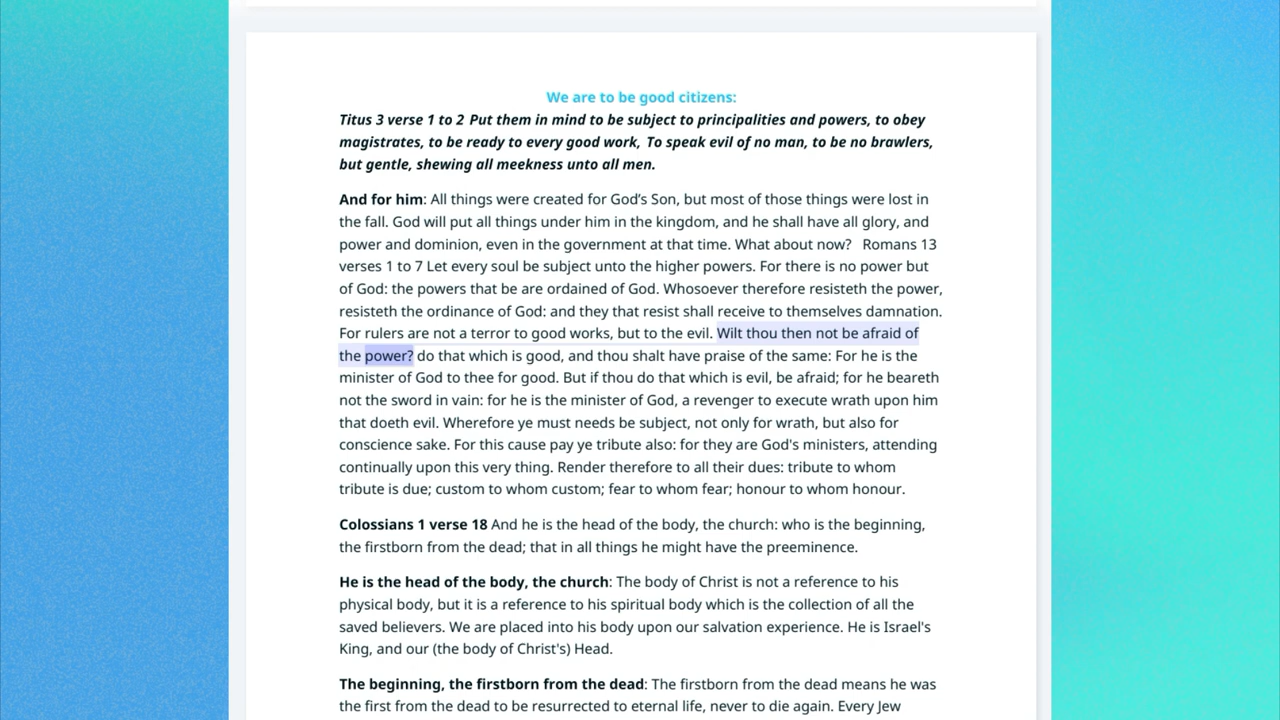 We are to be good citizens:
Titus 3 verse 1 to 2 Put them in mind to be subject to principalities and powers, to obey
magistrates, to be ready to every good work, To speak evil of no man, to be no brawlers,
but gentle, shewing all meekness unto all men.
And for him: All things were created for God’s Son, but most of those things were lost in
the fall. God will put all things under him in the kingdom, and he shall have all glory, and
power and dominion, even in the government at that time. What about now? Romans 13
verses 1 to 7 Let every soul be subject unto the higher powers. For there is no power but
of God: the powers that be are ordained of God. Whosoever therefore resisteth the power,
resisteth the ordinance of God: and they that resist shall receive to themselves damnation.
For rulers are not a terror to good works, but to the evil. Wilt thou then not be afraid of
the power? do that which is good, and thou shalt have praise of the same: For he is the
minister of God to thee for good. But if thou do that which is evil, be afraid; for he beareth
not the sword in vain: for he is the minister of God, a revenger to execute wrath upon him
that doeth evil. Wherefore ye must needs be subject, not only for wrath, but also for
conscience sake. For this cause pay ye tribute also: for they are God's ministers, attending
continually upon this very thing. Render therefore to all their dues: tribute to whom
tribute is due; custom to whom custom; fear to whom fear; honour to whom honour.
Colossians 1 verse 18 And he is the head of the body, the church: who is the beginning,
the firstborn from the dead; that in all things he might have the preeminence.
He is the head of the body, the church: The body of Christ is not a reference to his
physical body, but it is a reference to his spiritual body which is the collection of all the
saved believers. We are placed into his body upon our salvation experience. He is Israel's
King, and our (the body of Christ's) Head.
The beginning, the firstborn from the dead: The firstborn from the dead means he was
the first from the dead to be resurrected to eternal life, never to die again. Every Jew